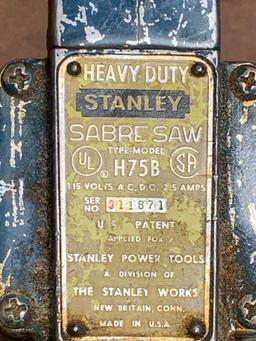 HEAVY DUTY
STANLEY
SABRE SAW
TYPE-MODEL
UL H75B SA
115 VOLTS A.C. D.C. 2.5 AMPS
SER. NO. 211871
U.S. PATENT
APPLIED FOR
STANLEY POWER TOOLS
A DIVISION OF
THE STANLEY WORKS
NEW BRITAIN, CONN.
MADE IN U.S.A.